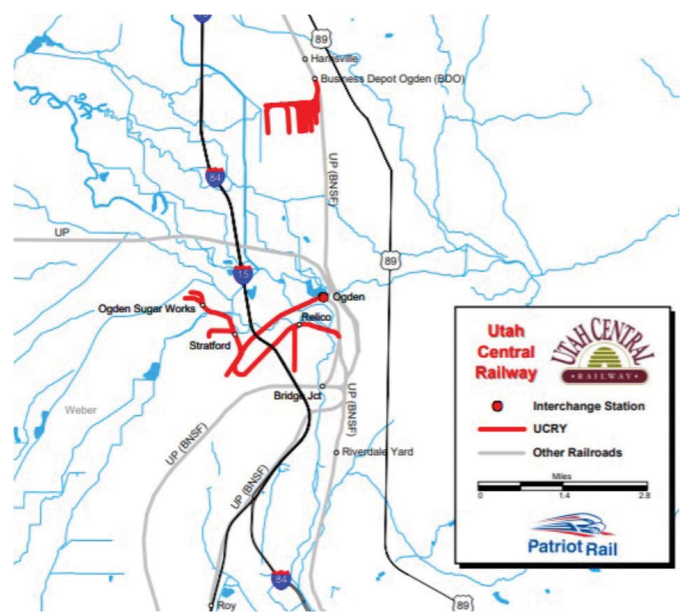 89
Harrisville
Business Depot Ogden (BDO)
UP (BNSF)
84
UP
89
15
Ogden
Ogden Sugar Works
Relico
Stratford
Bridge Jct
Weber
UP (BNSF)
UP (BNSF)
Riverdale Yard
UP (BNSF)
84
Roy
89
Utah
Central
Railway
UTAH CENTRAL
• RAILWAY •
Interchange Station
UCRY
Other Railroads
Miles
0 1.4 2.8
Patriot Rail